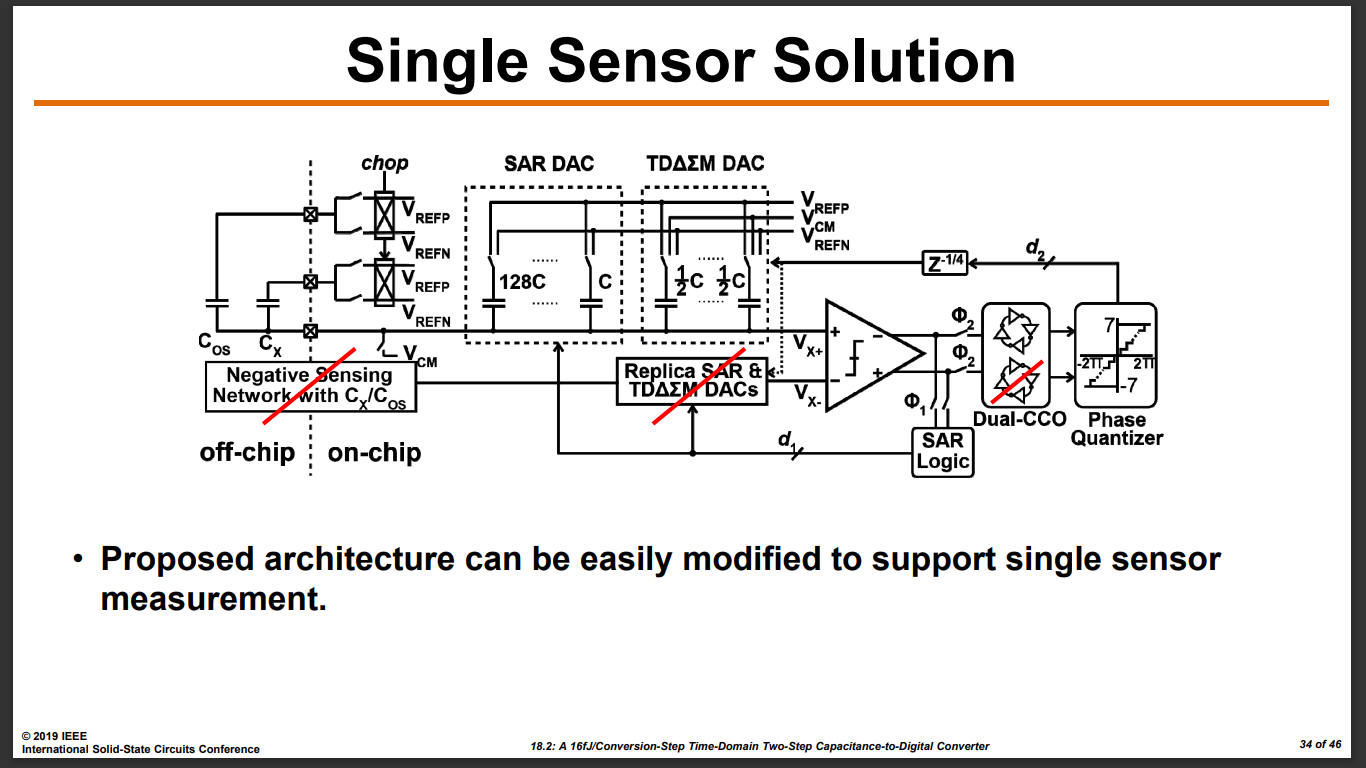 Single Sensor Solution
chop
SAR DAC
TDΔΣM DAC
VREFP
VREFN
VREFP
VREFN
VREFP
VCM
VREFN
128C
C
1/2C
1/2C
COS
CX
VCM
Negative Sensing
Network with CX/COS
off-chip
on-chip
Replica SAR &
TDΔΣM DACs
VX+
VX-
+
-
-
+
Z-1/4
d2
Φ2
Φ2
Φ1
d1
SAR
Logic
Dual-CCO
7
-2π
2π
-7
Phase
Quantizer
• Proposed architecture can be easily modified to support single sensor
measurement.
© 2019 IEEE
International Solid-State Circuits Conference
18.2: A 16fJ/Conversion-Step Time-Domain Two-Step Capacitance-to-Digital Converter
34 of 46